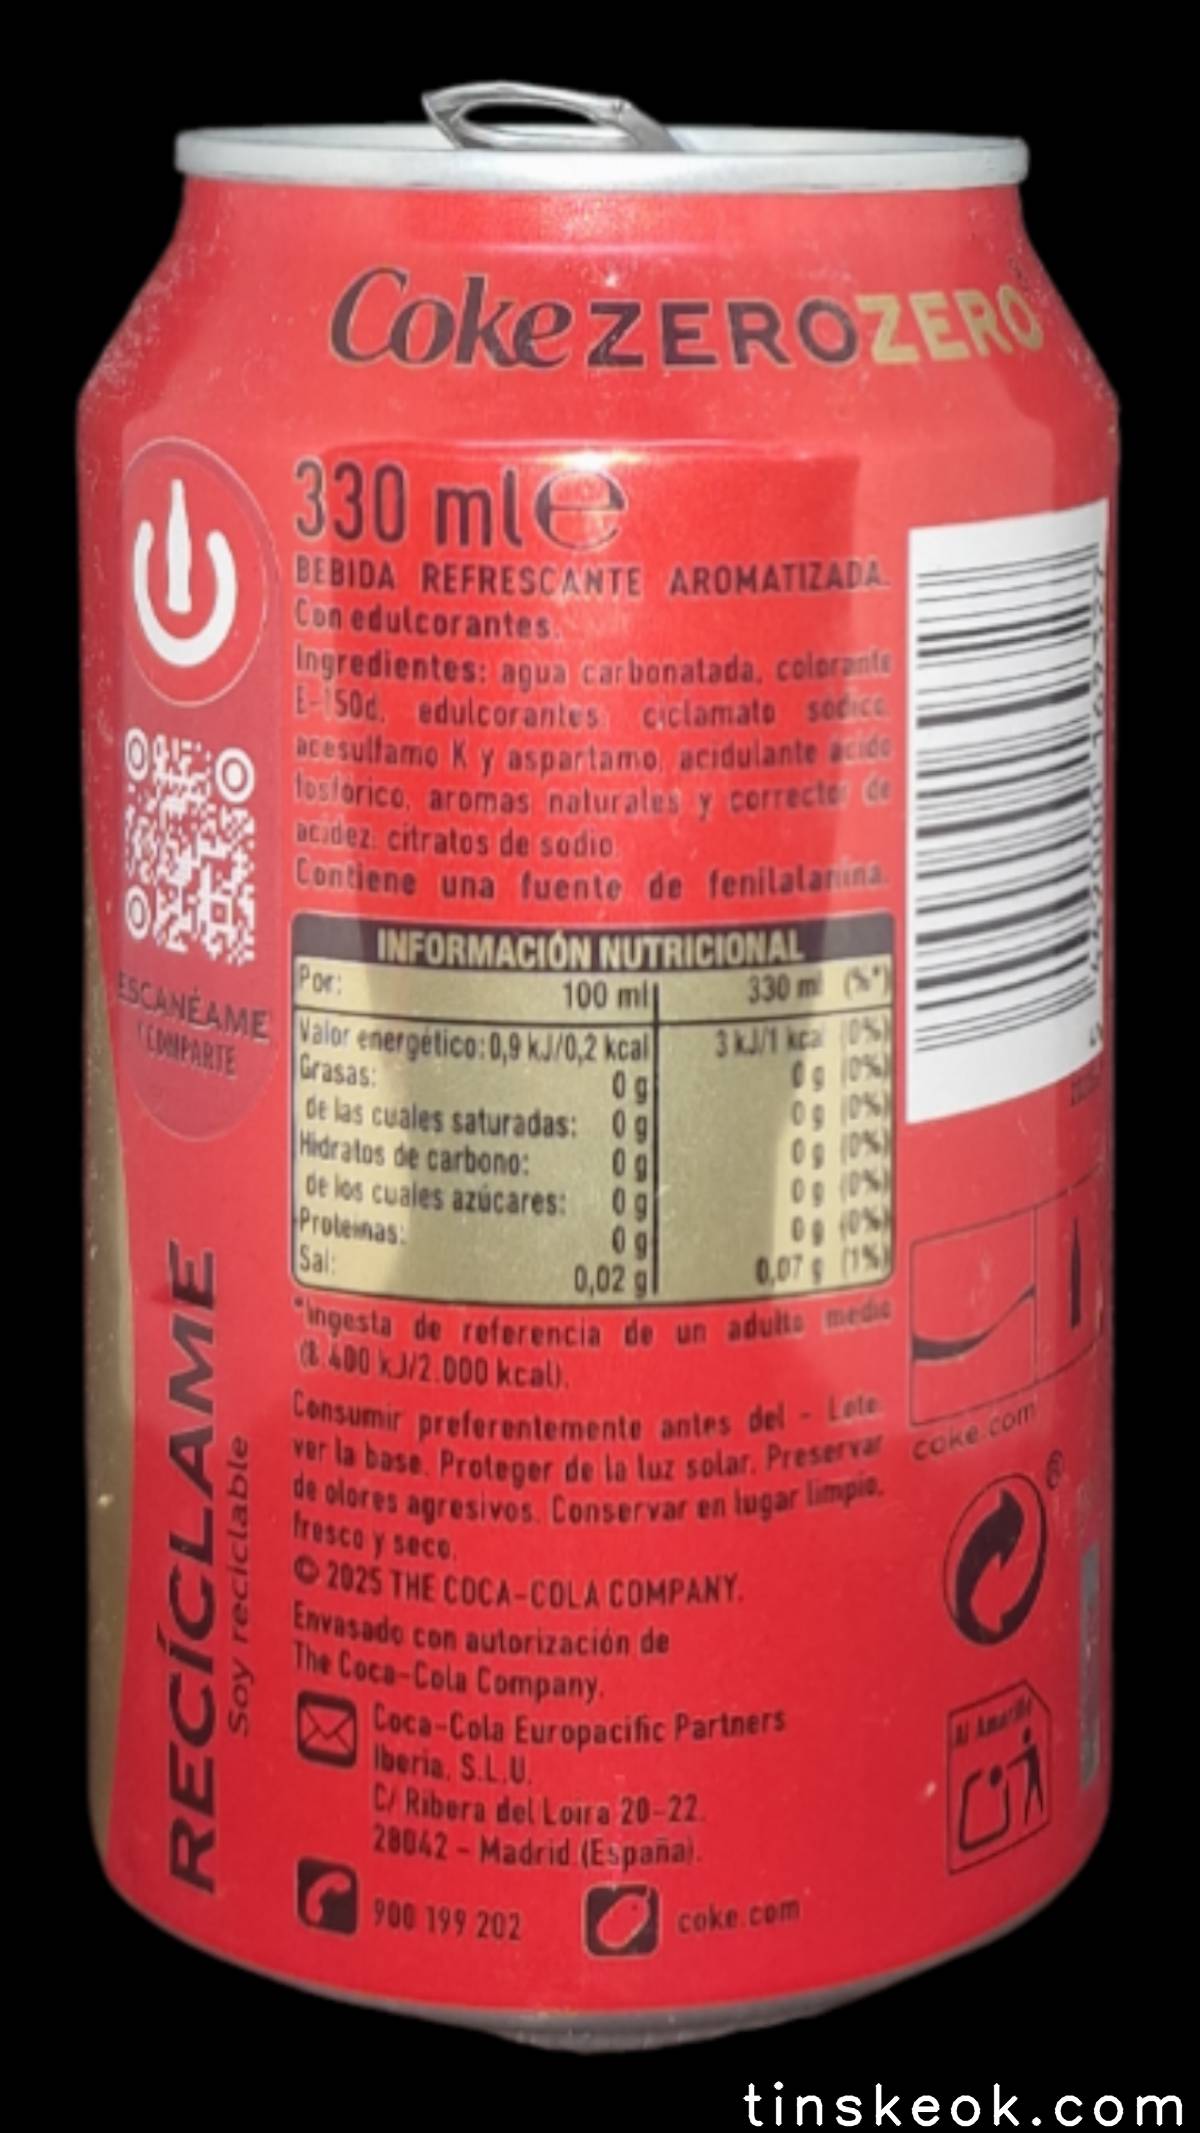 Coke ZERO ZERO
330 ml e
BEBIDA REFRESCANTE AROMATIZADA.
Con edulcorantes.
Ingredientes: agua carbonatada, colorante
E-150d, edulcorantes: ciclamato sódico,
acesulfamo K y aspartamo, acidulante ácido
fosfórico, aromas naturales y corrector de
acidez: citratos de sodio.
Contiene una fuente de fenilalanina.
INFORMACIÓN NUTRICIONAL
Por: 100 ml 330 ml (%*)
Valor energético: 0,9 kJ/0,2 kcal 3 kJ/1 kcal (0%)
Grasas: 0 g 0 g (0%)
de las cuales saturadas: 0 g 0 g (0%)
Hidratos de carbono: 0 g 0 g (0%)
de los cuales azúcares: 0 g 0 g (0%)
Proteínas: 0 g 0 g (0%)
Sal: 0,02 g 0,07 g (1%)
*Ingesta de referencia de un adulto medio
(8.400 kJ/2.000 kcal).
Consumir preferentemente antes del - Lote:
ver la base. Proteger de la luz solar. Preservar
de olores agresivos. Conservar en lugar limpio,
fresco y seco.
© 2025 THE COCA-COLA COMPANY.
Envasado con autorización de
The Coca-Cola Company.
Coca-Cola Europacific Partners
Iberia, S.L.U.
C/ Ribera del Loira 20-22.
28042 - Madrid (España).
900 199 202 coke.com
ESCANÉAME
Y COMPARTE
RECÍCLAME
Soy reciclable
coke.com
®
Al Amarillo
tinskeok.com